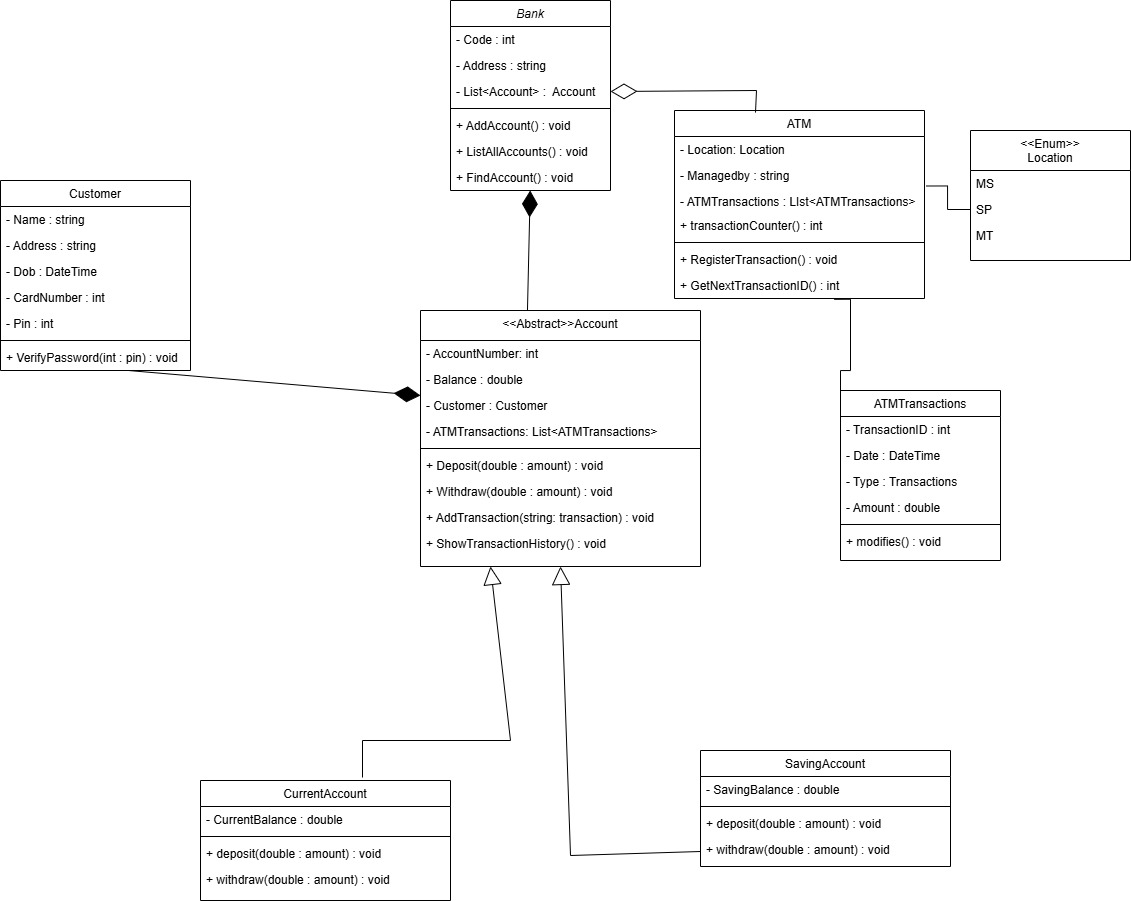 Bank
- Code : int
- Address : string
- List<Account> : Account
+ AddAccount() : void
+ ListAllAccounts() : void
+ FindAccount() : void
ATM
- Location: Location
- Managedby : string
- ATMTransactions : LIst<ATMTransactions>
+ transactionCounter() : int
+ RegisterTransaction() : void
+ GetNextTransactionID() : int
<<Enum>>
Location
MS
SP
MT
Customer
- Name : string
- Address : string
- Dob : DateTime
- CardNumber : int
- Pin : int
+ VerifyPassword(int : pin) : void
<<Abstract>>Account
- AccountNumber: int
- Balance : double
- Customer : Customer
- ATMTransactions: List<ATMTransactions>
+ Deposit(double : amount) : void
+ Withdraw(double : amount) : void
+ AddTransaction(string: transaction) : void
+ ShowTransactionHistory() : void
ATMTransactions
- TransactionID : int
- Date : DateTime
- Type : Transactions
- Amount : double
+ modifies() : void
CurrentAccount
- CurrentBalance : double
+ deposit(double : amount) : void
+ withdraw(double : amount) : void
SavingAccount
- SavingBalance : double
+ deposit(double : amount) : void
+ withdraw(double : amount) : void